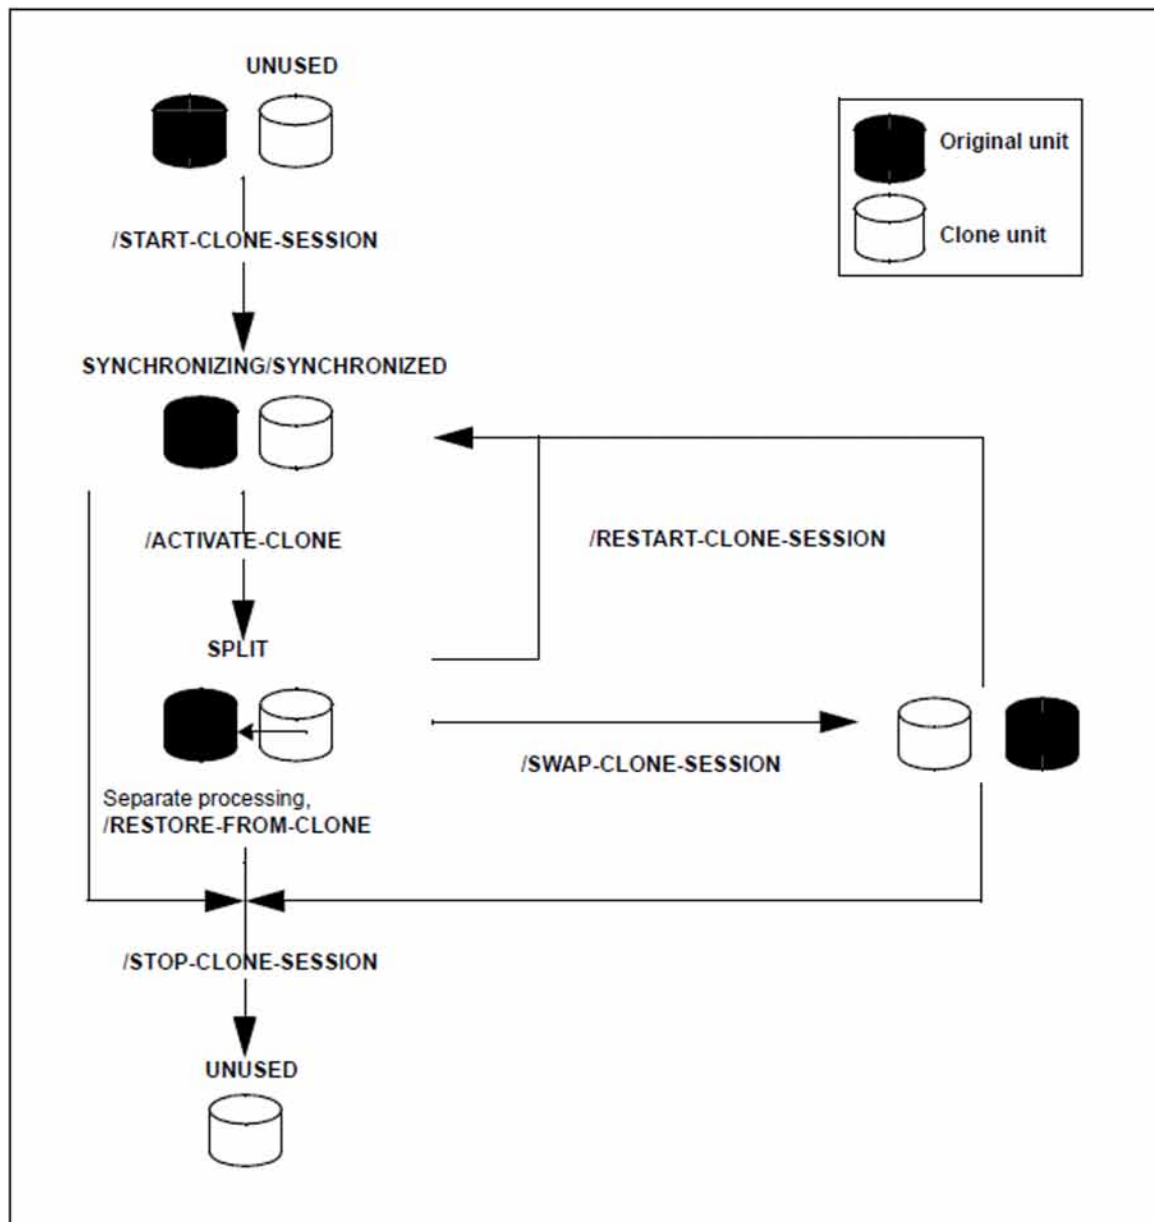 UNUSED
Original unit
Clone unit
/START-CLONE-SESSION
SYNCHRONIZING/SYNCHRONIZED
/ACTIVATE-CLONE
/RESTART-CLONE-SESSION
SPLIT
/SWAP-CLONE-SESSION
Separate processing,
/RESTORE-FROM-CLONE
/STOP-CLONE-SESSION
UNUSED